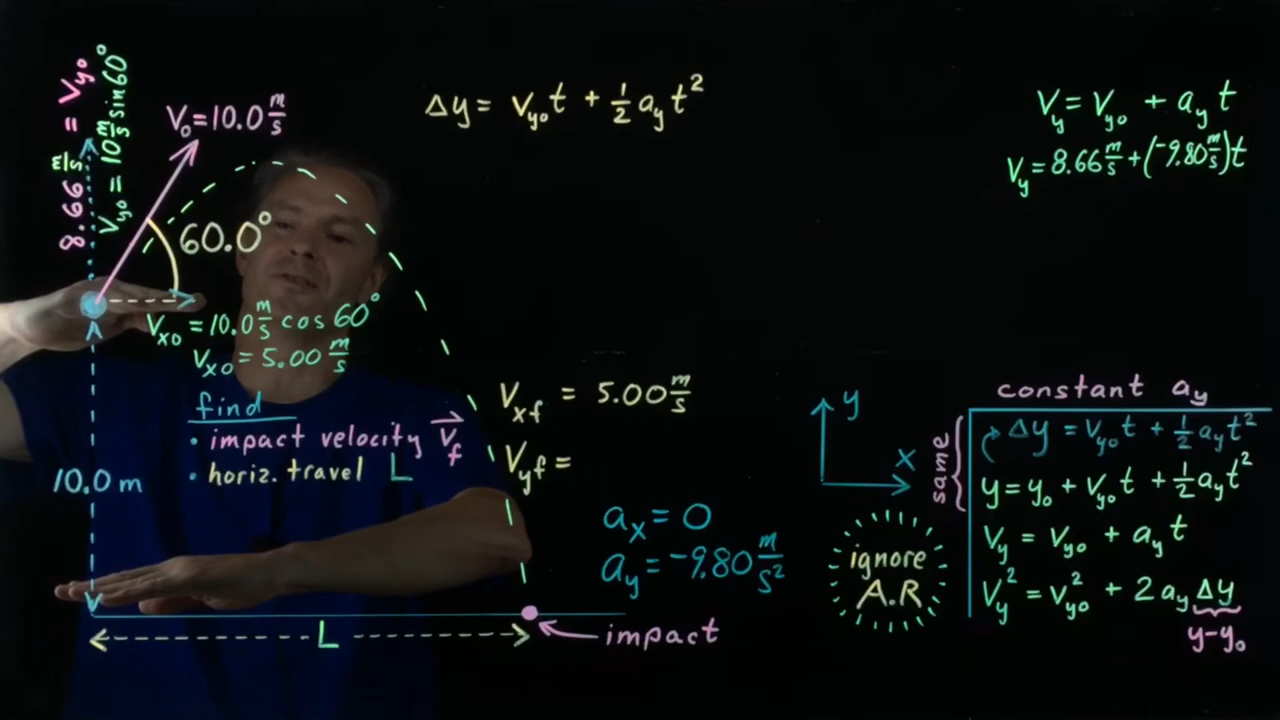 8.66 m/s = Vyo
Vyo = 10 m/s sin60°
Vo = 10.0 m/s
60.0°
Vxo = 10.0 m/s cos 60°
Vxo = 5.00 m/s
find
• impact velocity V⃗f
• horiz. travel L
10.0 m
L
impact
Δy = Vyo t + ½ ay t²
Vxf = 5.00 m/s
Vyf =
ax = 0
ay = -9.80 m/s²
y
x
ignore
A.R
Vy = Vyo + ay t
Vy = 8.66 m/s + (-9.80 m/s)t
constant ay
same
Δy = Vyo t + ½ ay t²
y = yo + Vyo t + ½ ay t²
Vy = Vyo + ay t
Vy² = Vyo² + 2 ay Δy
y-yo